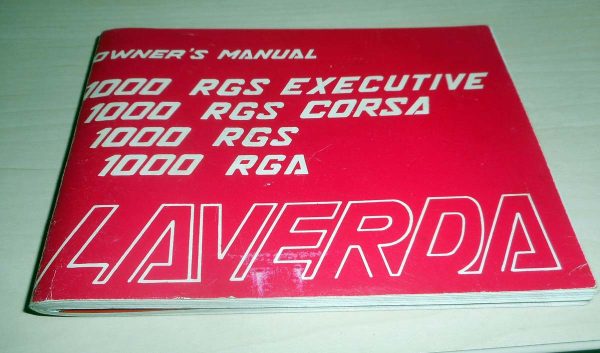 OWNER'S MANUAL
1000 RGS EXECUTIVE
1000 RGS CORSA
1000 RGS
1000 RGA
LAVERDA